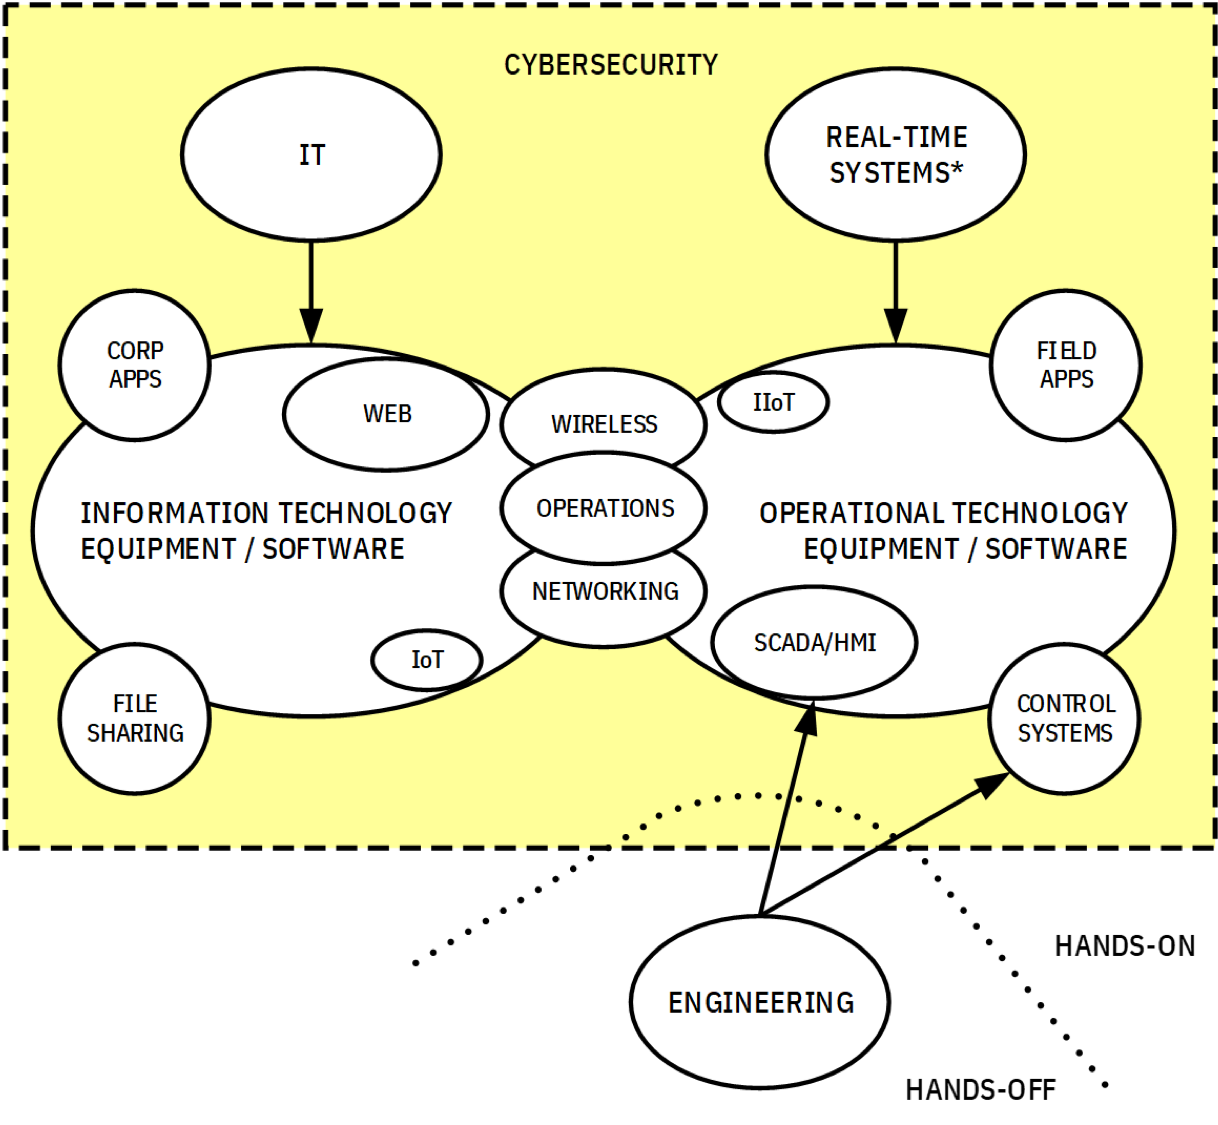 CYBERSECURITY
IT
REAL-TIME
SYSTEMS*
CORP
APPS
WEB
WIRELESS
IIoT
FIELD
APPS
INFORMATION TECHNOLOGY
EQUIPMENT / SOFTWARE
OPERATIONS
OPERATIONAL TECHNOLOGY
EQUIPMENT / SOFTWARE
NETWORKING
IoT
SCADA/HMI
FILE
SHARING
CONTROL
SYSTEMS
HANDS-ON
ENGINEERING
HANDS-OFF